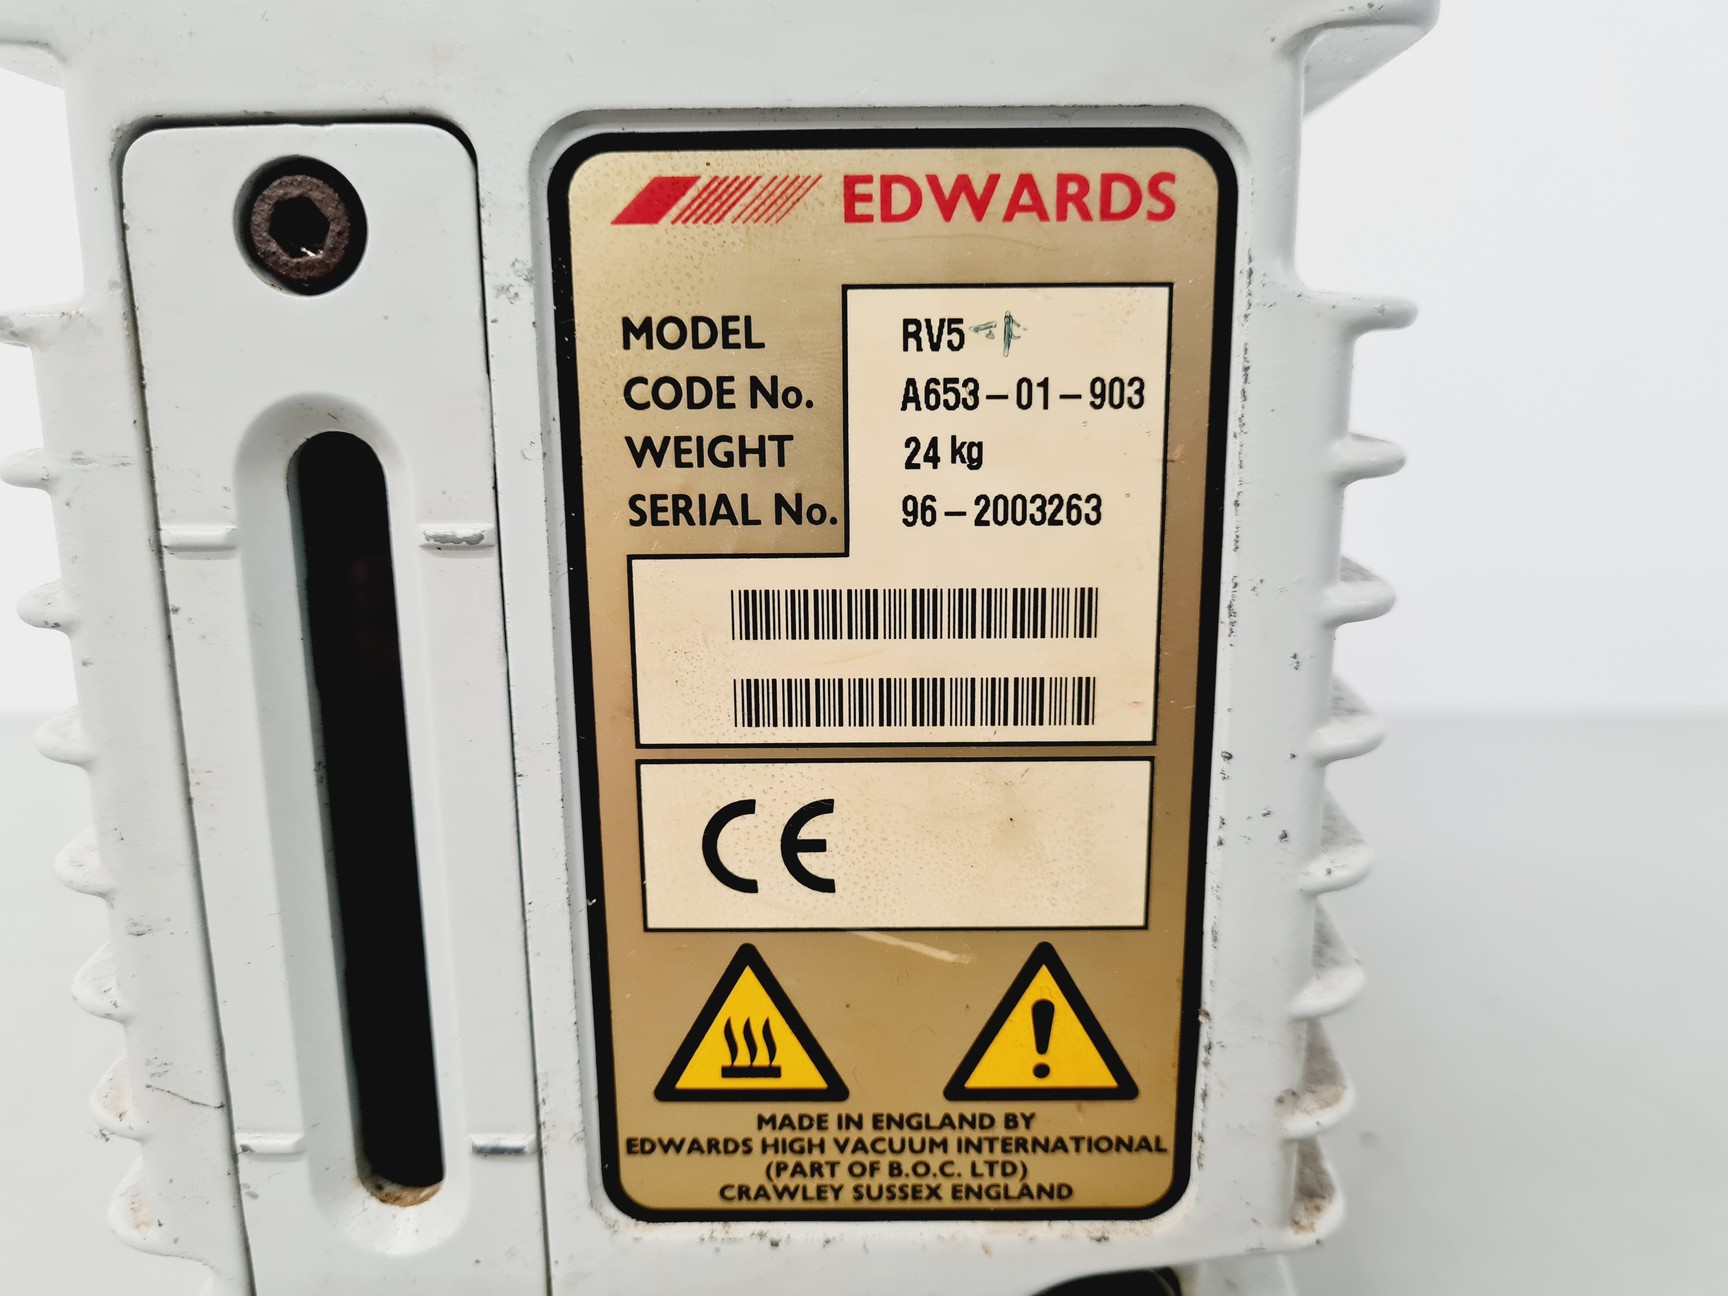 EDWARDS
MODEL RV5
CODE No. A653-01-903
WEIGHT 24 kg
SERIAL No. 96-2003263
CE
MADE IN ENGLAND BY
EDWARDS HIGH VACUUM INTERNATIONAL
(PART OF B.O.C. LTD)
CRAWLEY SUSSEX ENGLAND